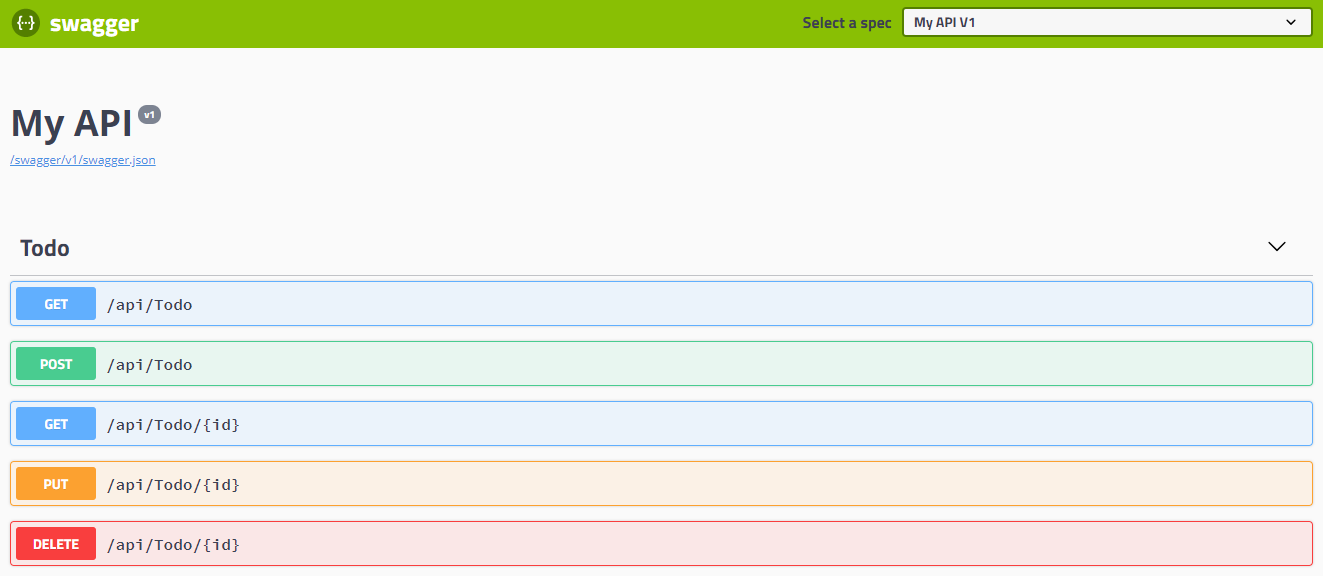 {··} swagger Select a spec My API V1
My API v1
/swagger/v1/swagger.json
Todo
GET /api/Todo
POST /api/Todo
GET /api/Todo/{id}
PUT /api/Todo/{id}
DELETE /api/Todo/{id}